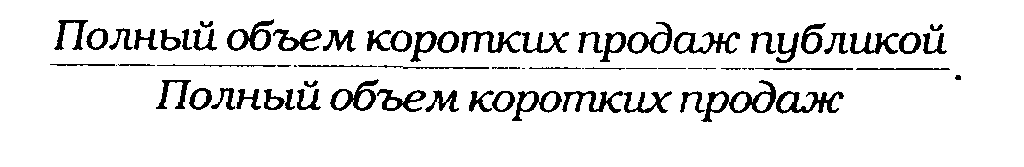 Полный объем коротких продаж публикой
Полный объем коротких продаж.